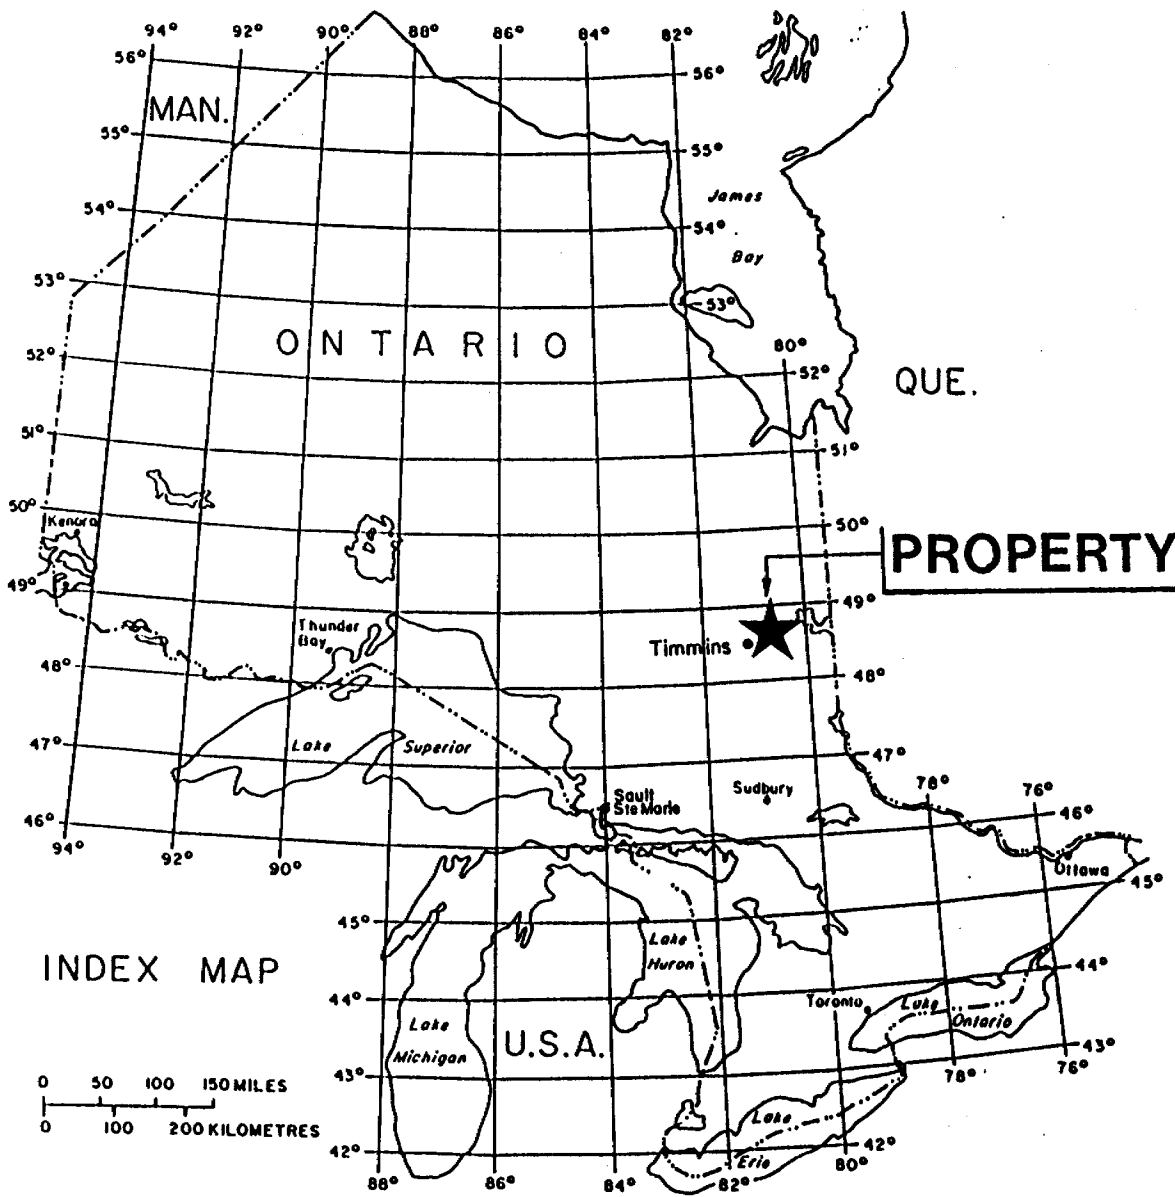 94° 92° 90° 88° 86° 84° 82°
56° 56°
MAN.
55° 55°
James
54° 54°
Bay
53° 53°
ONTARIO
80°
52° 52°
QUE.
51° 51°
50° 50°
Kenora
PROPERTY
49° 49°
Thunder
Bay
Timmins
48° 48°
47° 47°
Lake Superior
78° 76°
Sault
Ste Marie
Sudbury
46° 46°
94° 92° 90°
Ottawa
45° 45°
Lake
Huron
INDEX MAP
44° 44°
Toronto
Lake
Ontario
Lake
Michigan
U.S.A.
43° 43°
78° 76°
0 50 100 150 MILES
0 100 200 KILOMETRES
Lake
Erie
42° 42°
88° 86° 84° 82° 80°